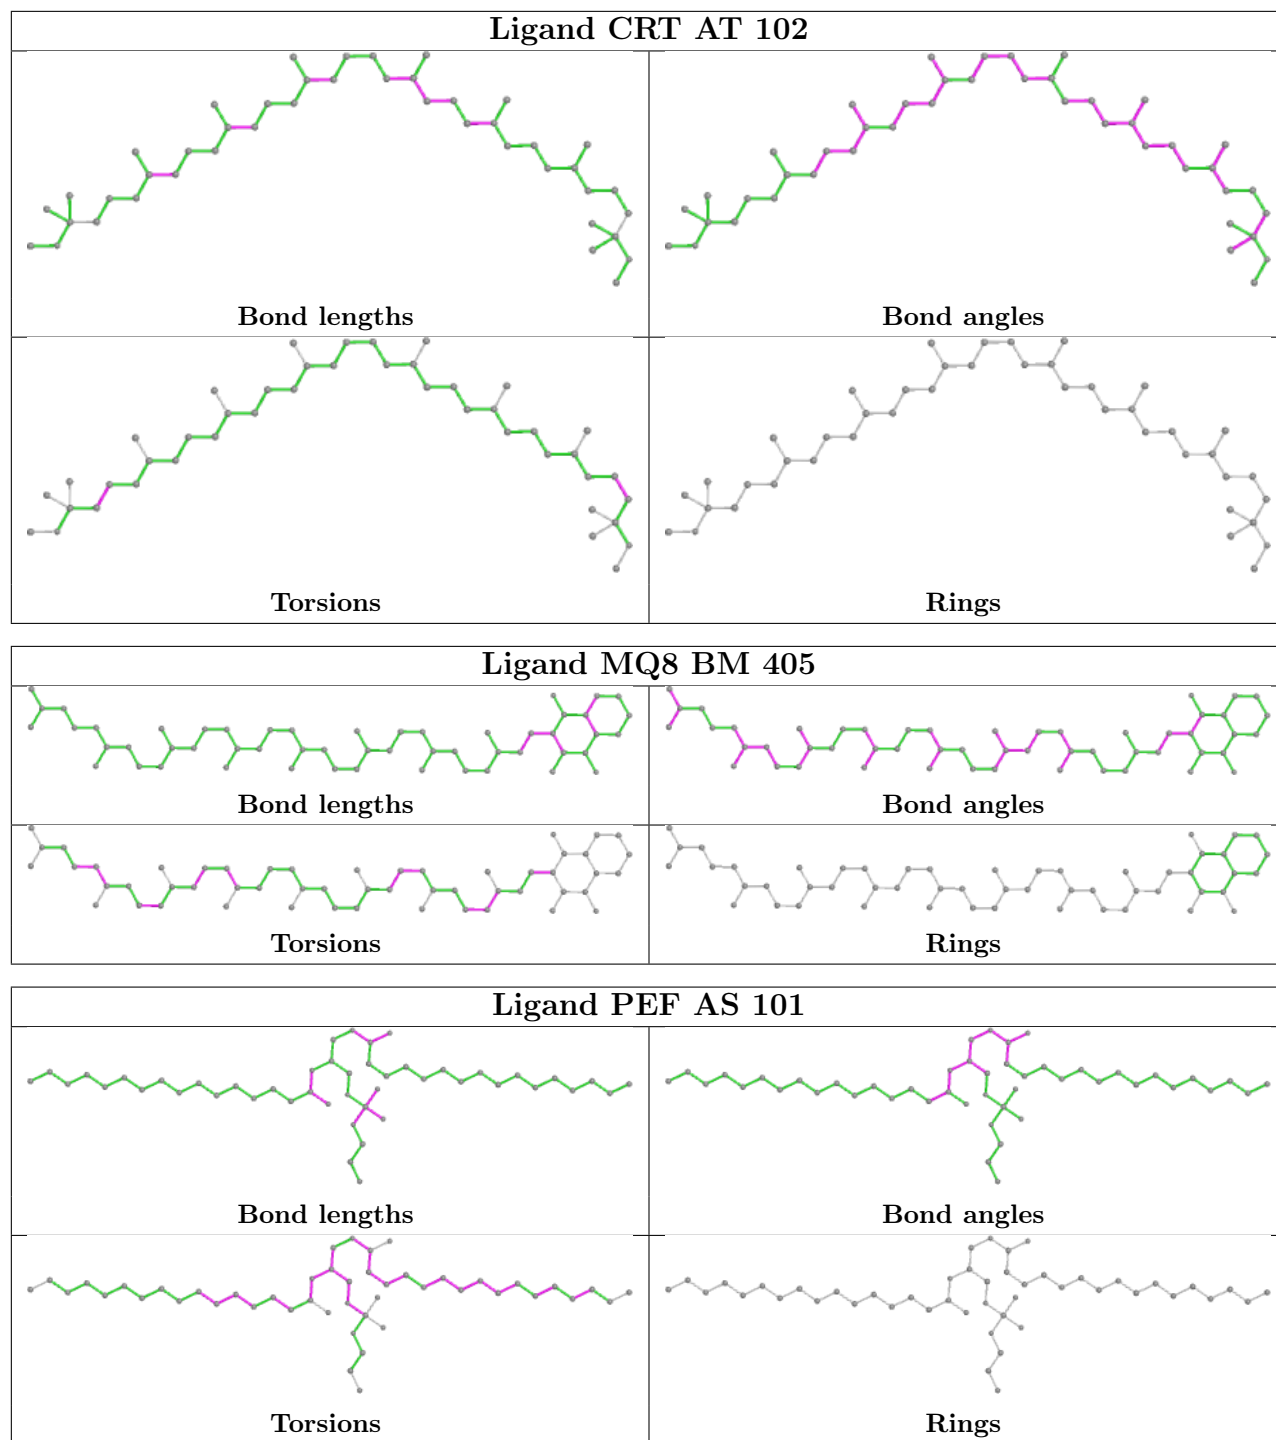 Ligand CRT AT 102
Bond lengths
Bond angles
Torsions
Rings
Ligand MQ8 BM 405
Bond lengths
Bond angles
Torsions
Rings
Ligand PEF AS 101
Bond lengths
Bond angles
Torsions
Rings